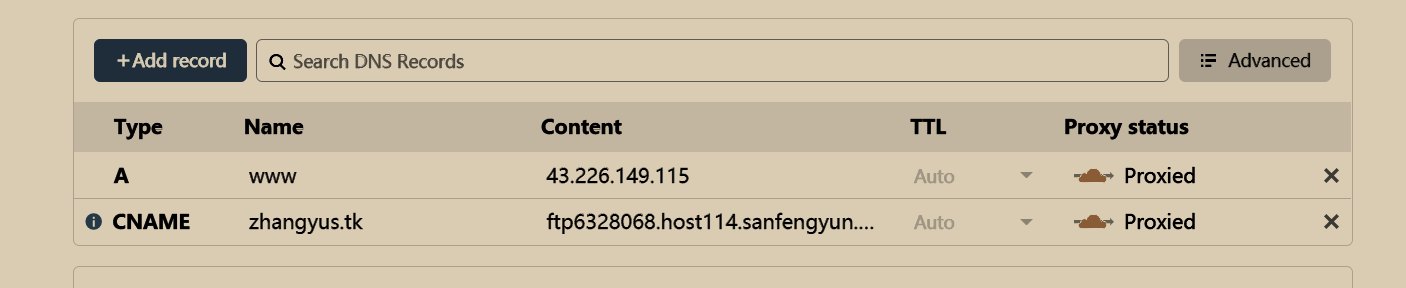 +Add record Search DNS Records Advanced
Type Name Content TTL Proxy status
A www 43.226.149.115 Auto Proxied
CNAME zhangyus.tk ftp6328068.host114.sanfengyun.... Auto Proxied